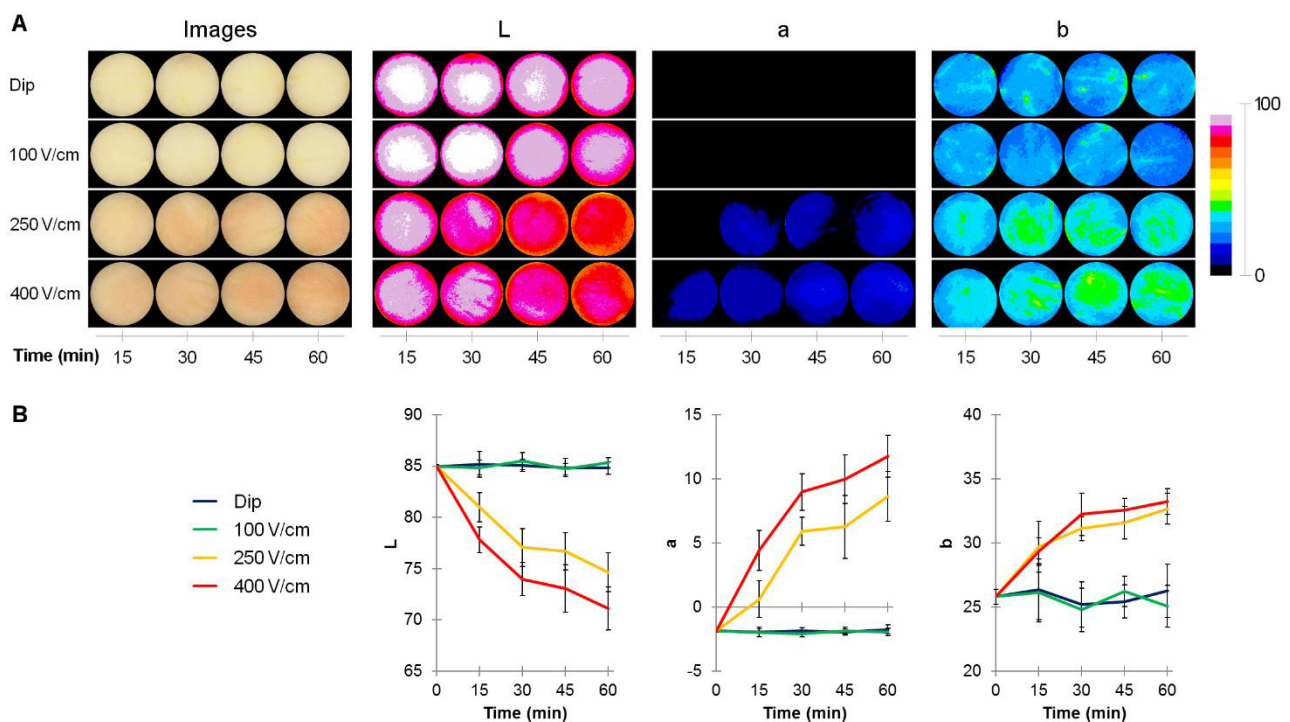 A
Images L a b
Dip
100 V/cm
250 V/cm
400 V/cm
100
0
Time (min) 15 30 45 60 15 30 45 60 15 30 45 60 15 30 45 60
B
Dip
100 V/cm
250 V/cm
400 V/cm
90
85
80
75
70
65
L
0 15 30 45 60
Time (min)
15
10
5
0
-5
a
0 15 30 45 60
Time (min)
40
35
30
25
20
b
0 15 30 45 60
Time (min)